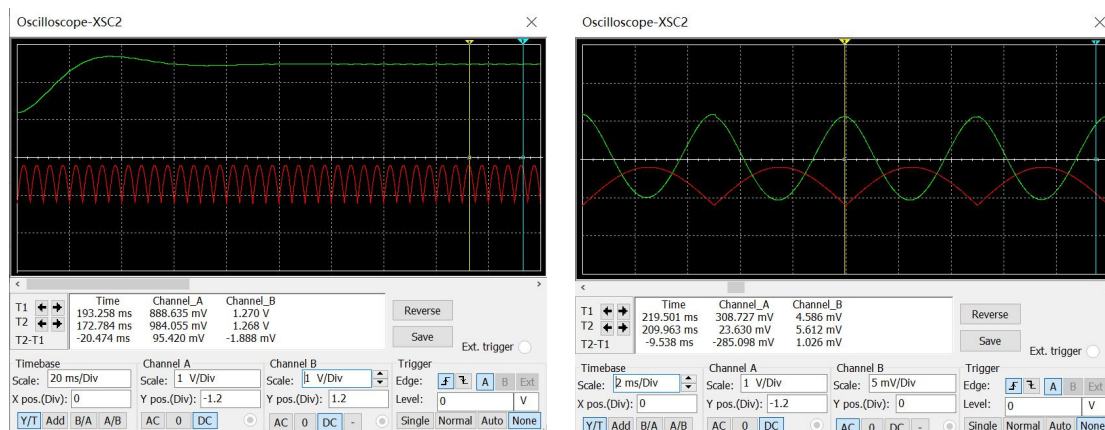 Oscilloscope-XSC2
T1
T2
T2-T1
Time Channel_A Channel_B
193.258 ms 888.635 mV 1.270 V
172.784 ms 984.055 mV 1.268 V
-20.474 ms 95.420 mV -1.888 mV
Reverse
Save
Ext. trigger
Timebase
Scale: 20 ms/Div
X pos.(Div): 0
Y/T Add B/A A/B
Channel A
Scale: 1 V/Div
Y pos.(Div): -1.2
AC 0 DC
Channel B
Scale: 1 V/Div
Y pos.(Div): 1.2
AC 0 DC -
Trigger
Edge: A B Ext
Level: 0 V
Single Normal Auto None
Oscilloscope-XSC2
T1
T2
T2-T1
Time Channel_A Channel_B
219.501 ms 308.727 mV 4.586 mV
209.963 ms 23.630 mV 5.612 mV
-9.538 ms -285.098 mV 1.026 mV
Reverse
Save
Ext. trigger
Timebase
Scale: 2 ms/Div
X pos.(Div): 0
Y/T Add B/A A/B
Channel A
Scale: 1 V/Div
Y pos.(Div): -1.2
AC 0 DC
Channel B
Scale: 5 mV/Div
Y pos.(Div): 0
AC 0 DC -
Trigger
Edge: A B Ext
Level: 0 V
Single Normal Auto None